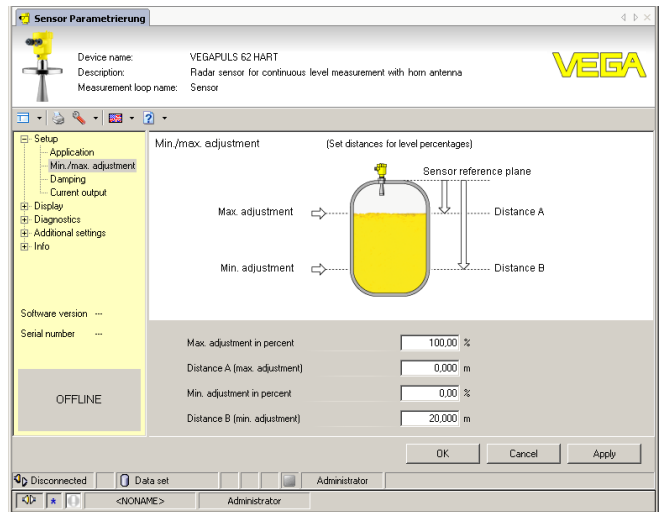 Sensor Parametrierung
Device name: VEGAPULS 62 HART
Description: Radar sensor for continuous level measurement with horn antenna
Measurement loop name: Sensor
VEGA
Setup
Application
Min./max. adjustment
Damping
Current output
Display
Diagnostics
Additional settings
Info
Software version ---
Serial number ---
OFFLINE
Min./max. adjustment (Set distances for level percentages)
Sensor reference plane
Max. adjustment
Distance A
Min. adjustment
Distance B
Max. adjustment in percent 100,00 %
Distance A (max. adjustment) 0,000 m
Min. adjustment in percent 0,00 %
Distance B (min. adjustment) 20,000 m
OK Cancel Apply
Disconnected Data set Administrator
<NONAME> Administrator